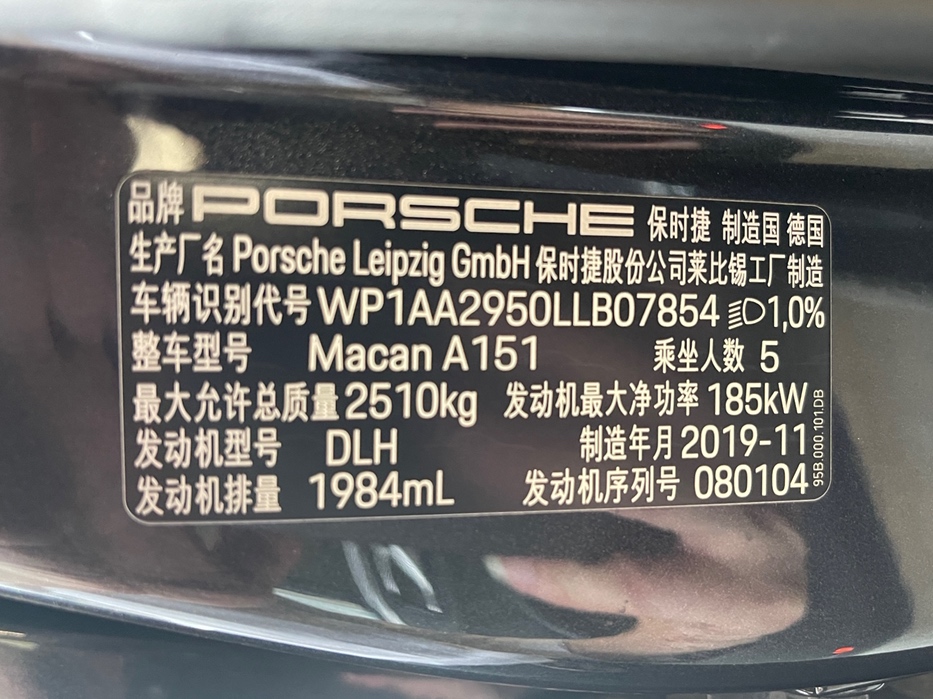 品牌 PORSCHE 保时捷 制造国 德国
生产厂名 Porsche Leipzig GmbH 保时捷股份公司莱比锡工厂制造
车辆识别代号 WP1AA2950LLB07854 1,0%
整车型号 Macan A151 乘坐人数 5
最大允许总质量 2510kg 发动机最大净功率 185kW
发动机型号 DLH 制造年月 2019-11
发动机排量 1984mL 发动机序列号 080104
95B.000.101.DB